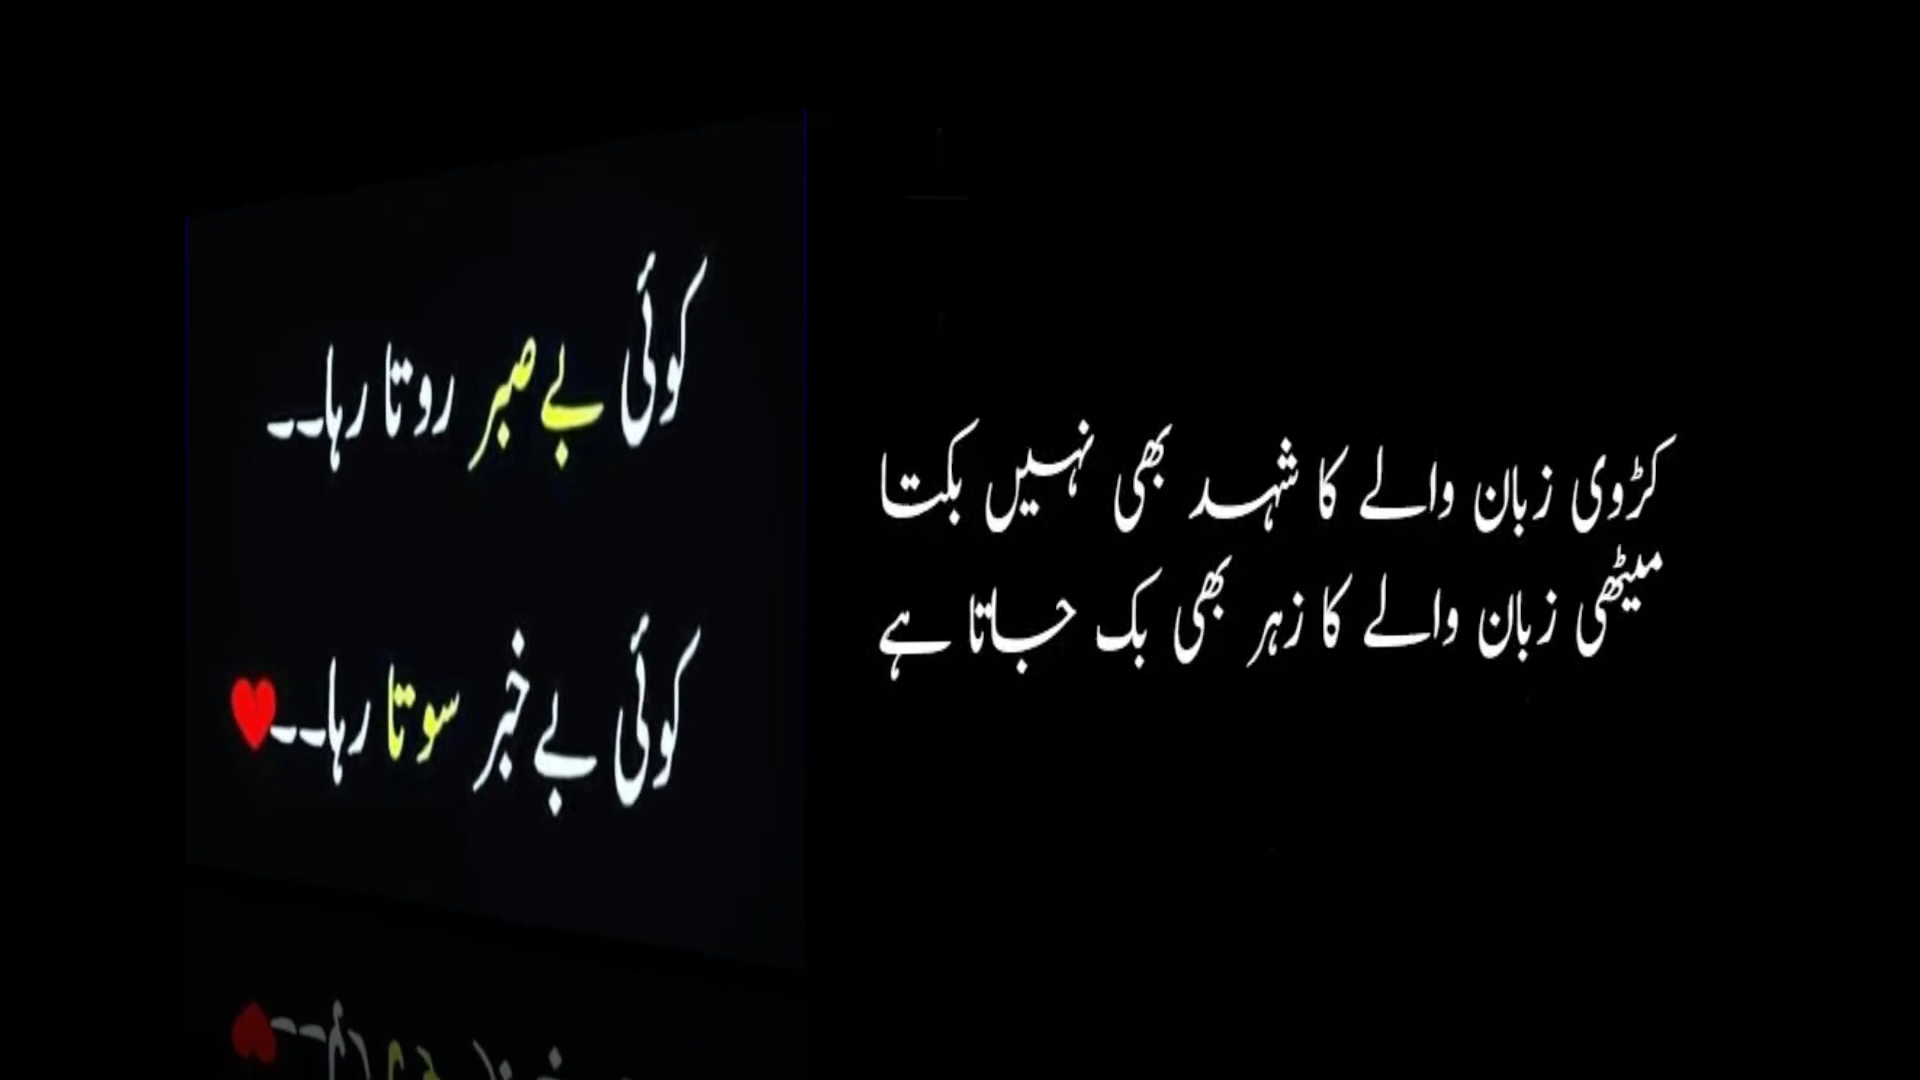 کوئی بے صبر روتا رہا۔۔
کوئی بے خبر سوتا رہا۔۔❤
کڑوی زبان والے کا شہد بھی نہیں بکتا
میٹھی زبان والے کا زہر بھی بک جاتا ہے